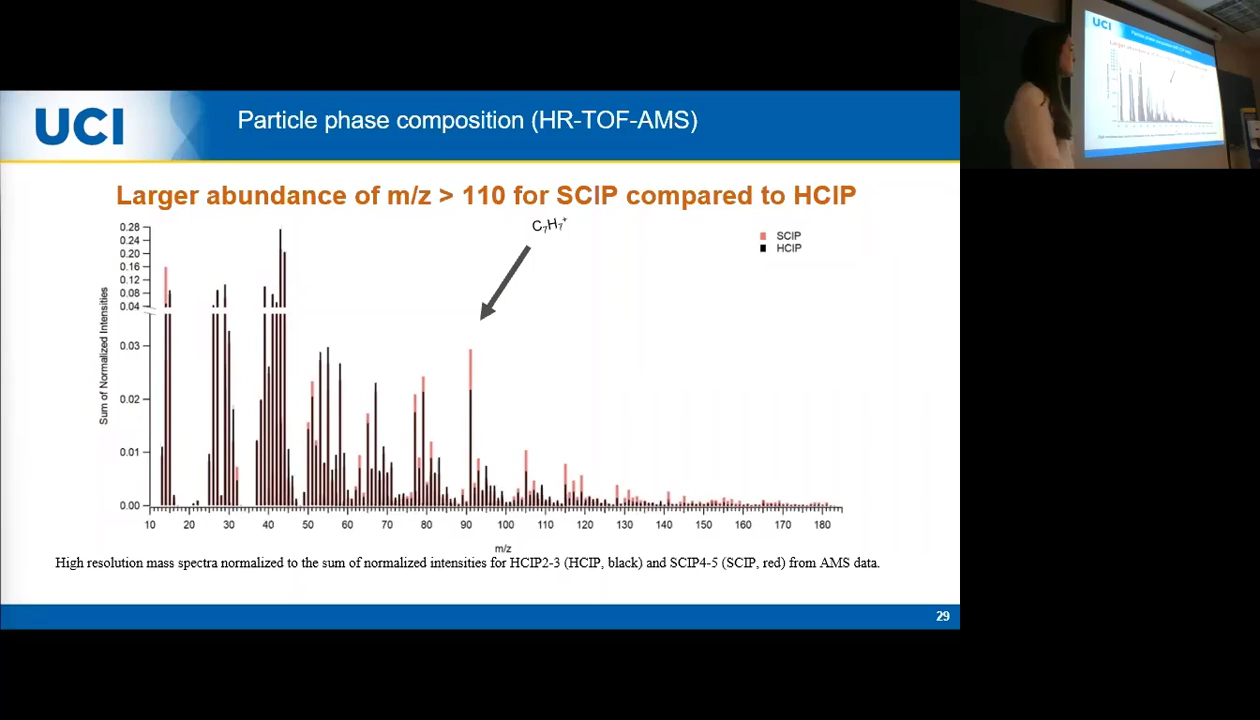 UCI
Particle phase composition (HR-TOF-AMS)
Larger abundance of m/z > 110 for SCIP compared to HCIP
C₇H₇⁺
SCIP
HCIP
Sum of Normalized Intensities
0.28
0.24
0.20
0.16
0.12
0.08
0.04
0.03
0.02
0.01
0.00
10 20 30 40 50 60 70 80 90 100 110 120 130 140 150 160 170 180
m/z
High resolution mass spectra normalized to the sum of normalized intensities for HCIP2-3 (HCIP, black) and SCIP4-5 (SCIP, red) from AMS data.
29
UCI